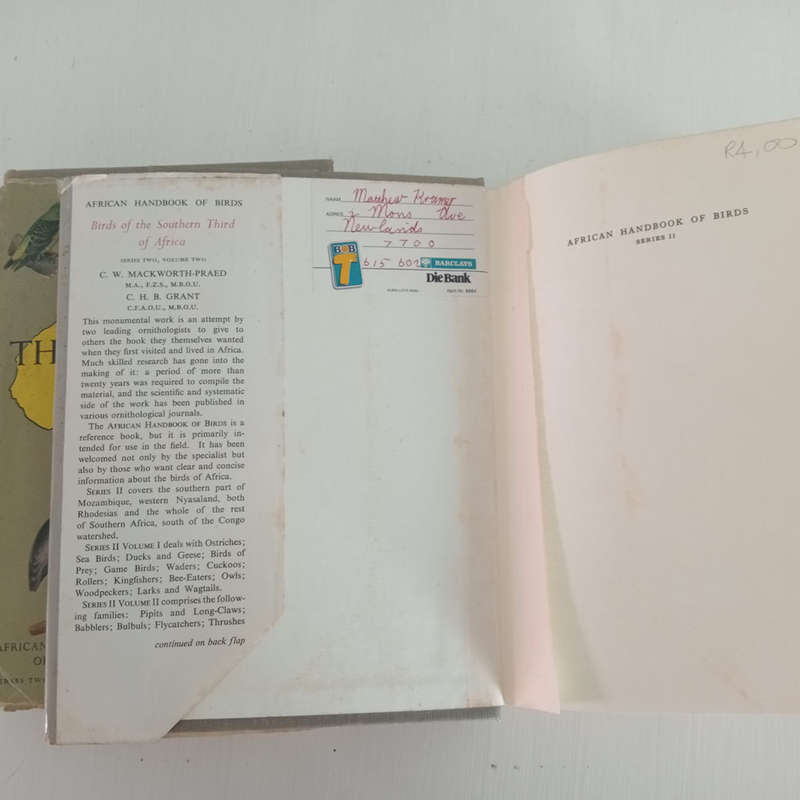 AFRICAN HANDBOOK OF BIRDS
Birds of the Southern Third
of Africa
SERIES TWO, VOLUME TWO
C. W. MACKWORTH-PRAED
M.A., F.Z.S., M.B.O.U.
C. H. B. GRANT
C.F.A.O.U., M.B.O.U.
This monumental work is an attempt by
two leading ornithologists to give to
others the book they themselves wanted
when they first visited and lived in Africa.
Much skilled research has gone into the
making of it: a period of more than
twenty years was required to compile the
material, and the scientific and systematic
side of the work has been published in
various ornithological journals.
The AFRICAN HANDBOOK OF BIRDS is a
reference book, but it is primarily in-
tended for use in the field. It has been
welcomed not only by the specialist but
also by those who want clear and concise
information about the birds of Africa.
SERIES II covers the southern part of
Mozambique, western Nyasaland, both
Rhodesias and the whole of the rest
of Southern Africa, south of the Congo
watershed.
SERIES II VOLUME I deals with Ostriches;
Sea Birds; Ducks and Geese; Birds of
Prey; Game Birds; Waders; Cuckoos;
Rollers; Kingfishers; Bee-Eaters; Owls;
Woodpeckers; Larks and Wagtails.
SERIES II VOLUME II comprises the follow-
ing families: Pipits and Long-Claws;
Babblers; Bulbuls; Flycatchers; Thrushes
continued on back flap
NAAM Matthew Kramer
ADRES 2 Mons Ave
Newlands
7700
615 602
BOB
T
BARCLAYS
Die Bank
R4,00
AFRICAN HANDBOOK OF BIRDS
SERIES II
TH
AFRICAN
SERIES TWO